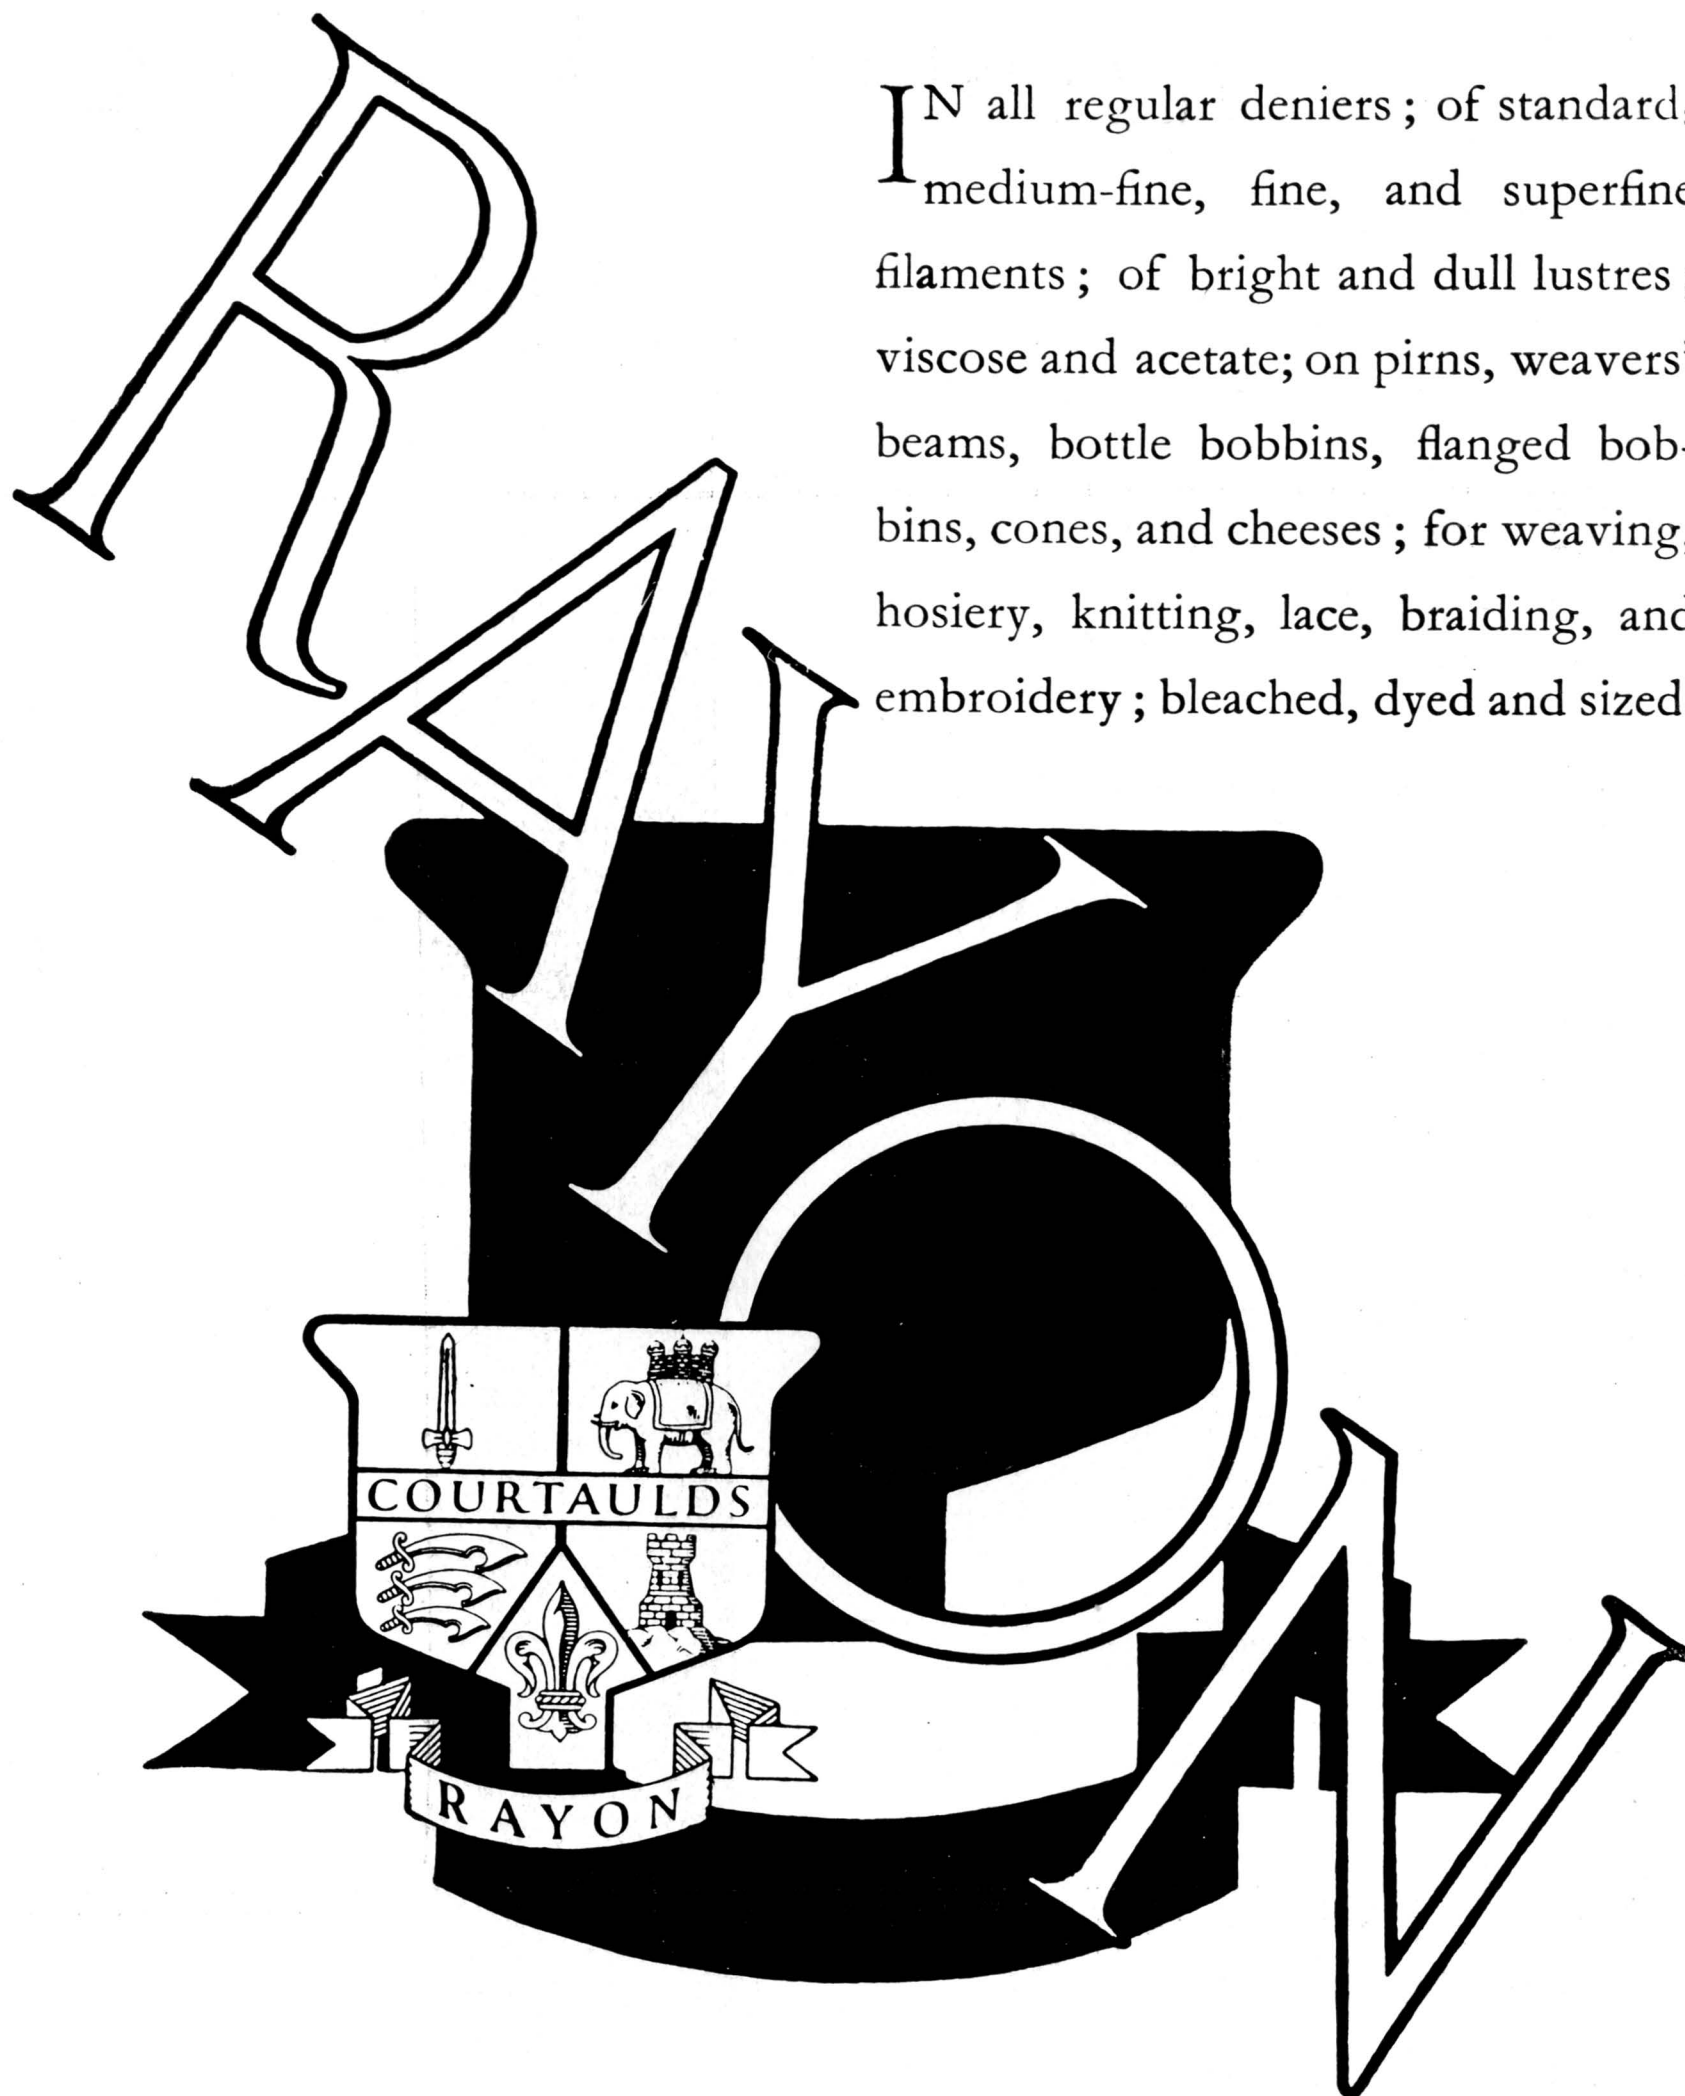 RAYON
IN all regular deniers; of standard,
medium-fine, fine, and superfine
filaments; of bright and dull lustres
viscose and acetate; on pirns, weavers'
beams, bottle bobbins, flanged bob-
bins, cones, and cheeses; for weaving,
hosiery, knitting, lace, braiding, and
embroidery; bleached, dyed and sized
COURTAULDS
RAYON